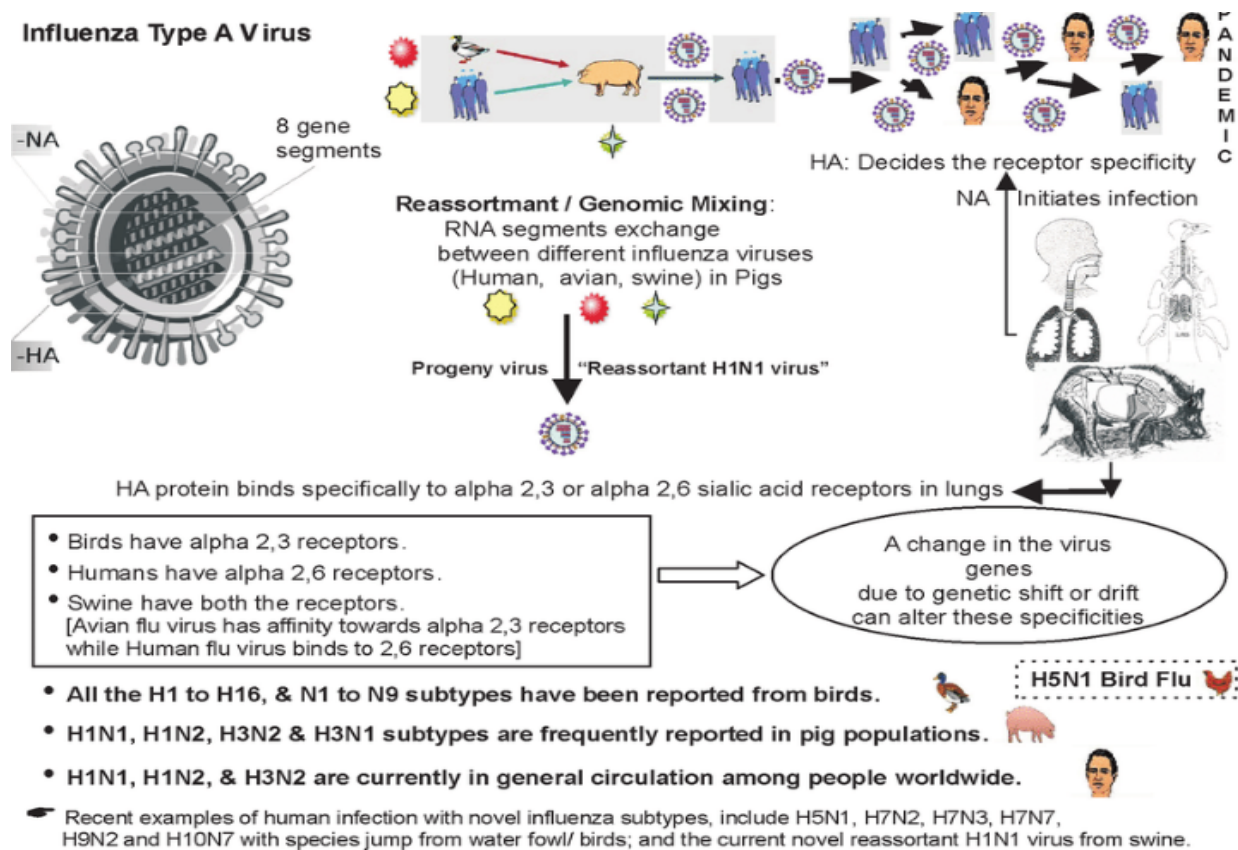 Influenza Type A Virus
-NA
8 gene
segments
-HA
PANDEMIC
HA: Decides the receptor specificity
NA Initiates infection
Reassortment / Genomic Mixing:
RNA segments exchange
between different influenza viruses
(Human, avian, swine) in Pigs
Progeny virus "Reassortant H1N1 virus"
HA protein binds specifically to alpha 2,3 or alpha 2,6 sialic acid receptors in lungs
• Birds have alpha 2,3 receptors.
• Humans have alpha 2,6 receptors.
• Swine have both the receptors.
[Avian flu virus has affinity towards alpha 2,3 receptors
while Human flu virus binds to 2,6 receptors]
A change in the virus
genes
due to genetic shift or drift
can alter these specificities
• All the H1 to H16, & N1 to N9 subtypes have been reported from birds.
H5N1 Bird Flu
• H1N1, H1N2, H3N2 & H3N1 subtypes are frequently reported in pig populations.
• H1N1, H1N2, & H3N2 are currently in general circulation among people worldwide.
Recent examples of human infection with novel influenza subtypes, include H5N1, H7N2, H7N3, H7N7,
H9N2 and H10N7 with species jump from water fowl/ birds; and the current novel reassortant H1N1 virus from swine.